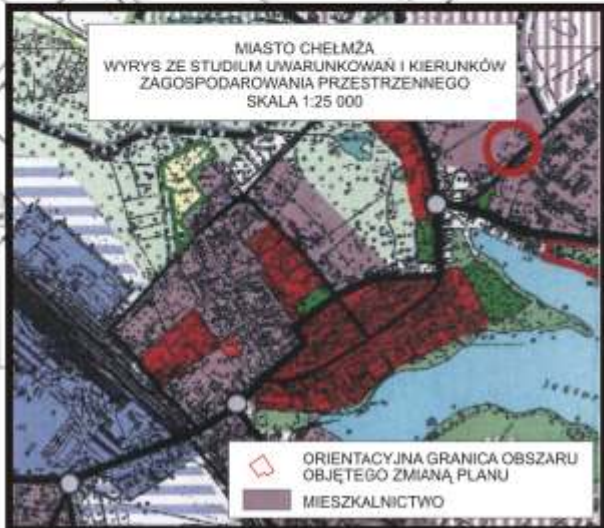 MIASTO CHEŁMŻA
WYRYS ZE STUDIUM UWARUNKOWAŃ I KIERUNKÓW
ZAGOSPODAROWANIA PRZESTRZENNEGO
SKALA 1:25 000
ORIENTACYJNA GRANICA OBSZARU
OBJĘTEGO ZMIANĄ PLANU
MIESZKALNICTWO